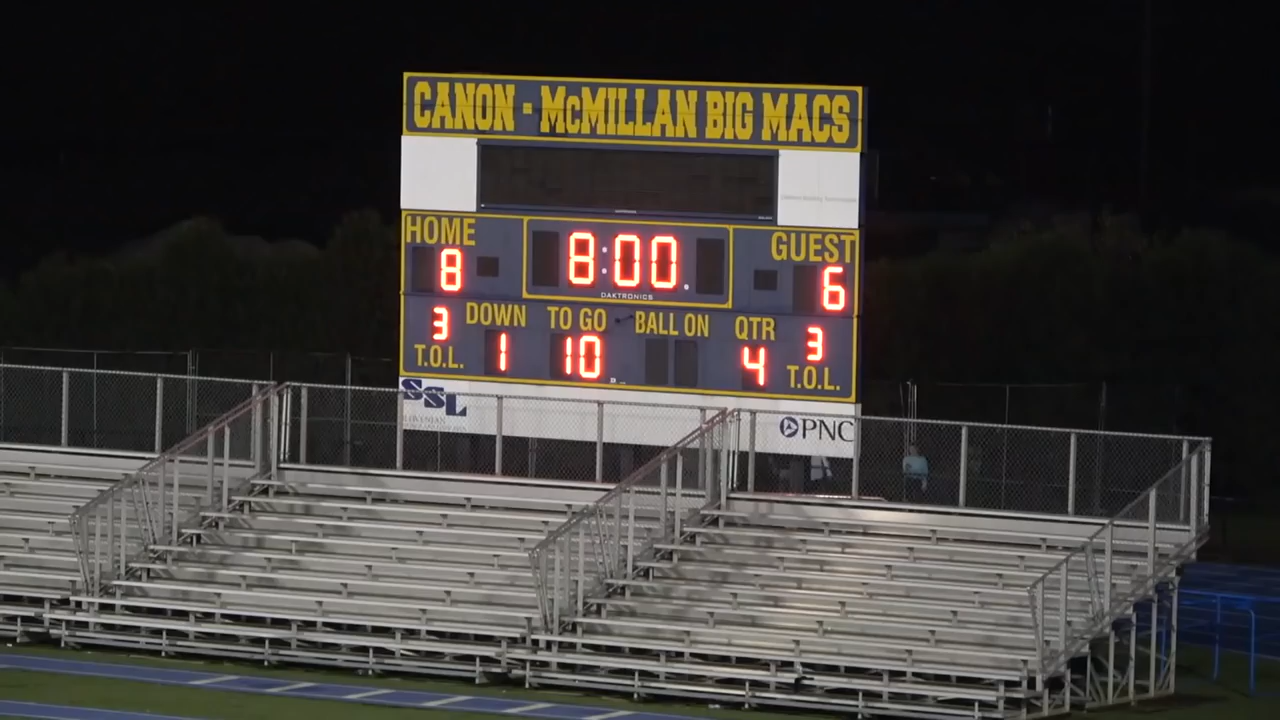 CANON - McMILLAN BIG MACS
HOME 8:00 GUEST
8 6
DAKTRONICS
3 DOWN TO GO BALL ON QTR 3
T.O.L. 1 10 4 T.O.L.
SSL PNC